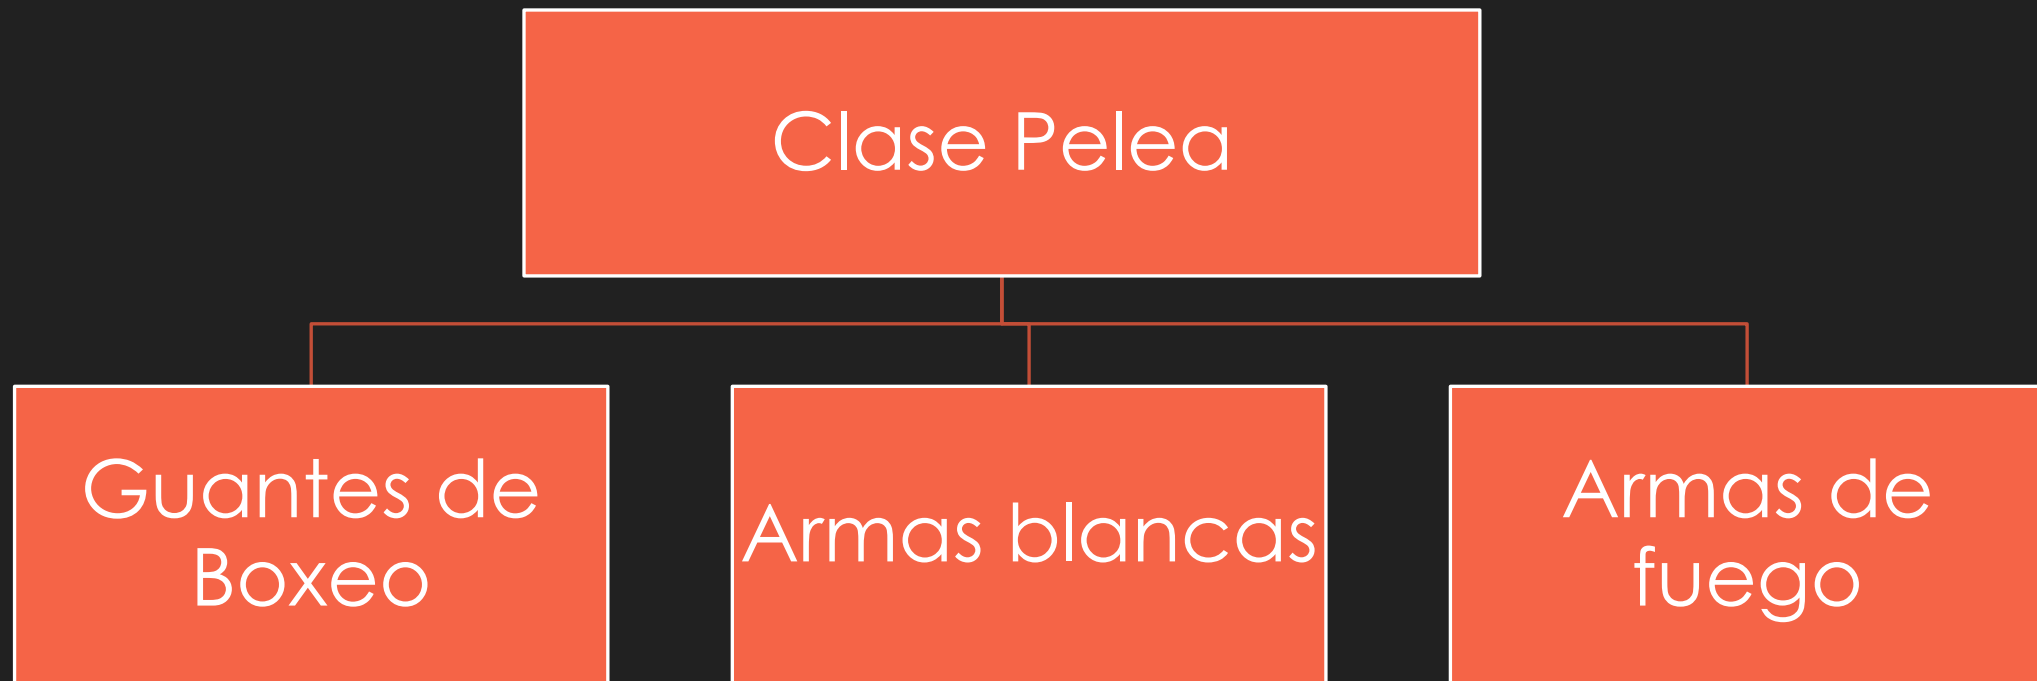 Clase Pelea
Guantes de
Boxeo
Armas blancas
Armas de
fuego